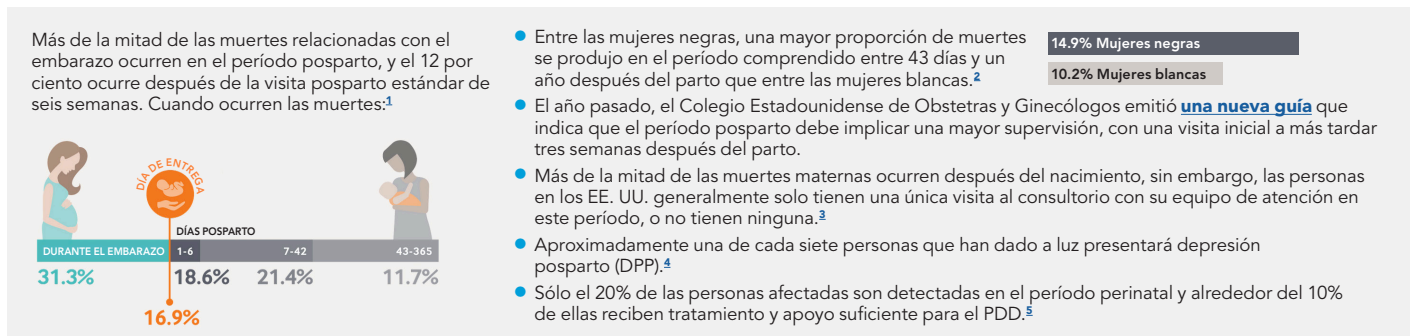 Más de la mitad de las muertes relacionadas con el
embarazo ocurren en el período posparto, y el 12 por
ciento ocurre después de la visita posparto estándar de
seis semanas. Cuando ocurren las muertes:1
DÍA DE ENTREGA
DÍAS POSPARTO
DURANTE EL EMBARAZO 1-6 7-42 43-365
31.3% 18.6% 21.4% 11.7%
16.9%
Entre las mujeres negras, una mayor proporción de muertes
se produjo en el período comprendido entre 43 días y un
año después del parto que entre las mujeres blancas.2
14.9% Mujeres negras
10.2% Mujeres blancas
El año pasado, el Colegio Estadounidense de Obstetras y Ginecólogos emitió una nueva guía que
indica que el período posparto debe implicar una mayor supervisión, con una visita inicial a más tardar
tres semanas después del parto.
Más de la mitad de las muertes maternas ocurren después del nacimiento, sin embargo, las personas
en los EE. UU. generalmente solo tienen una única visita al consultorio con su equipo de atención en
este período, o no tienen ninguna.3
Aproximadamente una de cada siete personas que han dado a luz presentará depresión
posparto (DPP).4
Sólo el 20% de las personas afectadas son detectadas en el período perinatal y alrededor del 10%
de ellas reciben tratamiento y apoyo suficiente para el PDD.5